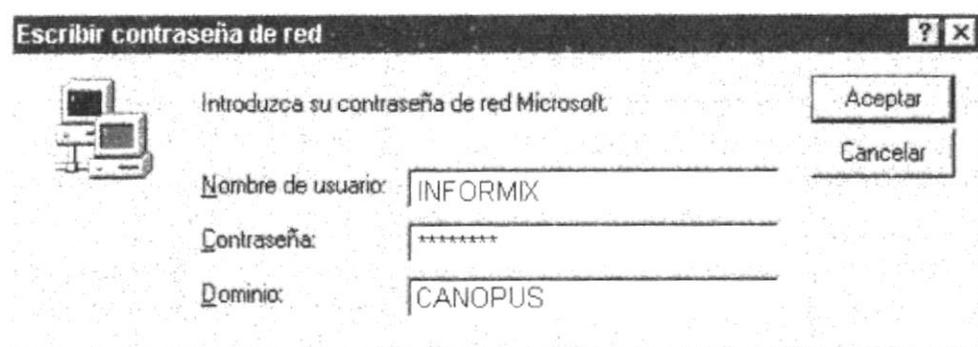 Escribir contraseña de red ? ×
Introduzca su contraseña de red Microsoft. Aceptar
Cancelar
Nombre de usuario: INFORMIX
Contraseña: ********
Dominio: CANOPUS